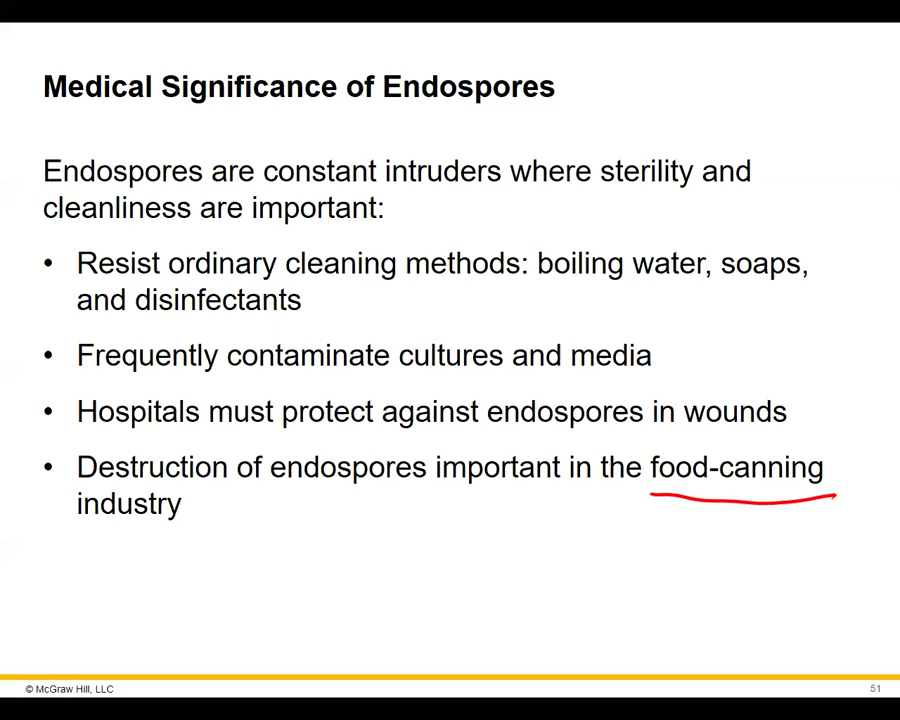 Medical Significance of Endospores
Endospores are constant intruders where sterility and
cleanliness are important:
• Resist ordinary cleaning methods: boiling water, soaps,
and disinfectants
• Frequently contaminate cultures and media
• Hospitals must protect against endospores in wounds
• Destruction of endospores important in the food-canning
industry
© McGraw Hill, LLC
51